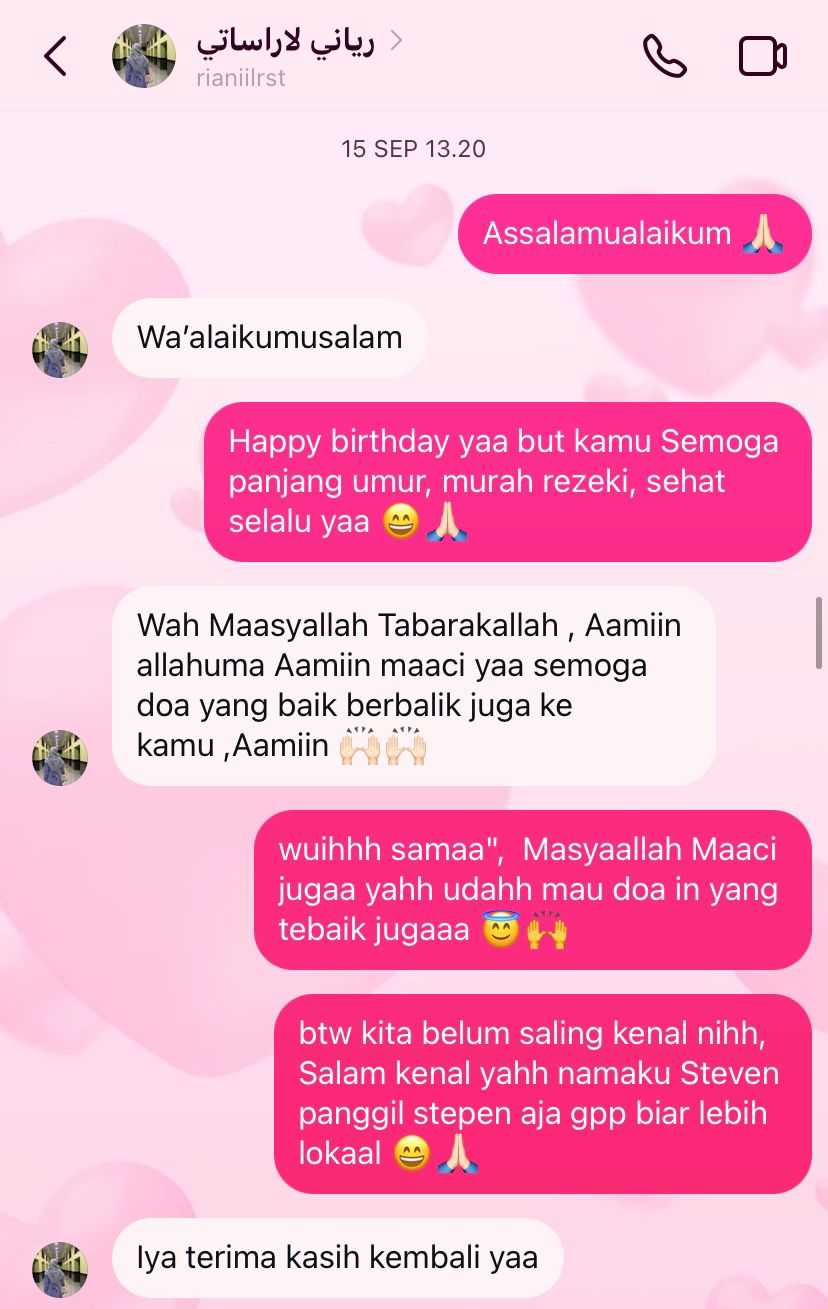 رياني لاراساتي
rianiilrst
15 SEP 13.20
Assalamualaikum 🙏🏻
Wa’alaikumusalam
Happy birthday yaa but kamu Semoga
panjang umur, murah rezeki, sehat
selalu yaa 😄🙏🏻
Wah Maasyallah Tabarakallah , Aamiin
allahuma Aamiin maaci yaa semoga
doa yang baik berbalik juga ke
kamu ,Aamiin 🙌🏻🙌🏻
wuihhh samaa",  Masyaallah Maaci
jugaa yahh udahh mau doa in yang
tebaik jugaaa 😇🙌
btw kita belum saling kenal nihh,
Salam kenal yahh namaku Steven
panggil stepen aja gpp biar lebih
lokaal 😄🙏🏻
Iya terima kasih kembali yaa